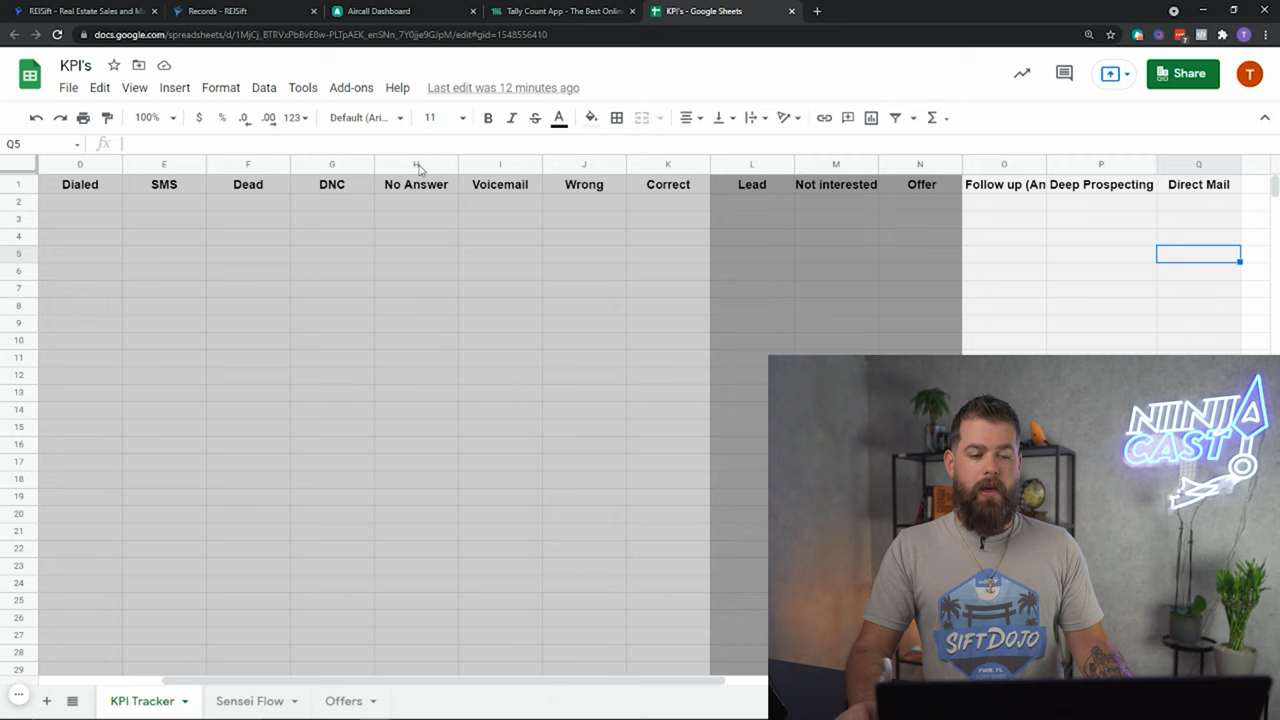 REISift - Real Estate Sales and Ma
Records - REISift
Aircall Dashboard
Tally Count App - The Best Online
KPI's - Google Sheets
docs.google.com/spreadsheets/d/1MjCj_BTRVxPbBvE8w-PLTpAEK_enSNn_7Y0jje9GJpM/edit#gid=1548556410
KPI's
File Edit View Insert Format Data Tools Add-ons Help Last edit was 12 minutes ago
Share
T
100% $ % .0 .00 123 Default (Ari... 11
Q5 fx
D E F G H I J K L M N O P Q
1 Dialed SMS Dead DNC No Answer Voicemail Wrong Correct Lead Not interested Offer Follow up (An Deep Prospecting Direct Mail
2
3
4
5
6
7
8
9
10
11
12
13
14
15
16
17
18
19
20
21
22
23
24
25
26
27
28
29
NINJA
CAST
SIFTDOJO
KPI Tracker Sensei Flow Offers